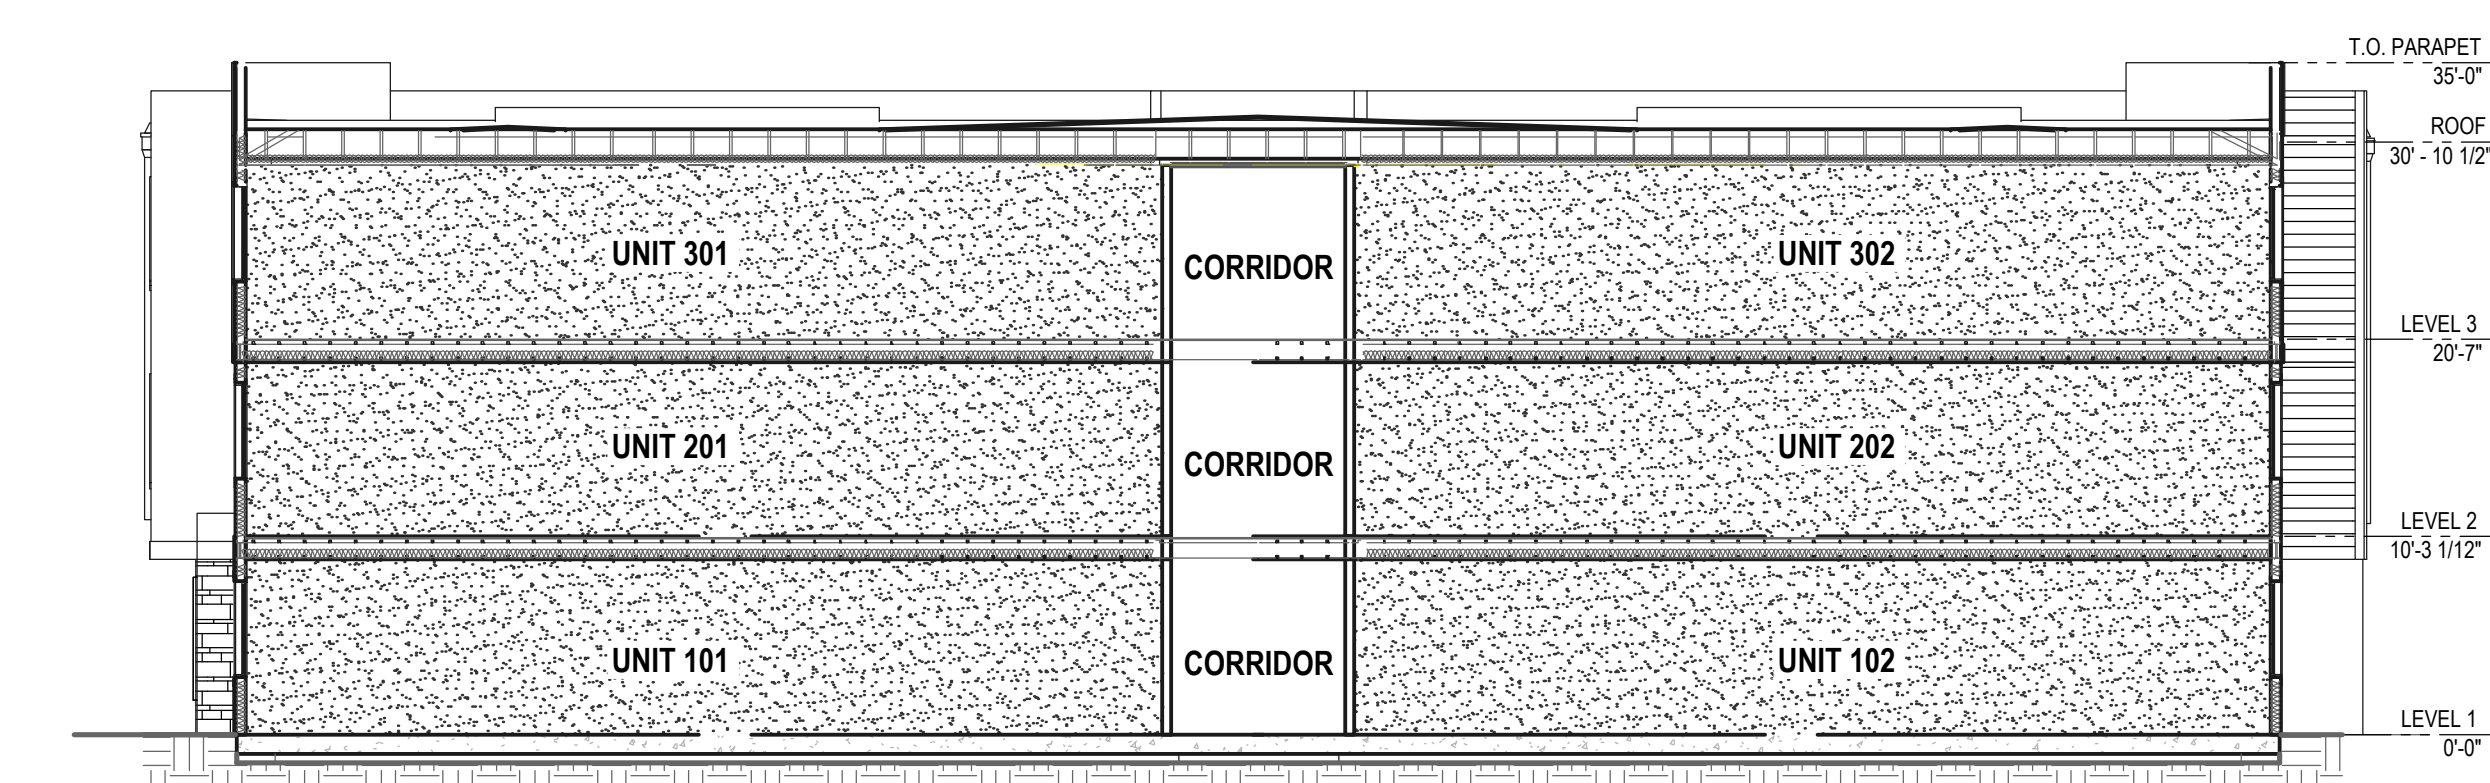 T.O. PARAPET
35'-0"
ROOF
30' - 10 1/2"
UNIT 301
CORRIDOR
UNIT 302
LEVEL 3
20'-7"
UNIT 201
CORRIDOR
UNIT 202
LEVEL 2
10'-3 1/12"
UNIT 101
CORRIDOR
UNIT 102
LEVEL 1
0'-0"